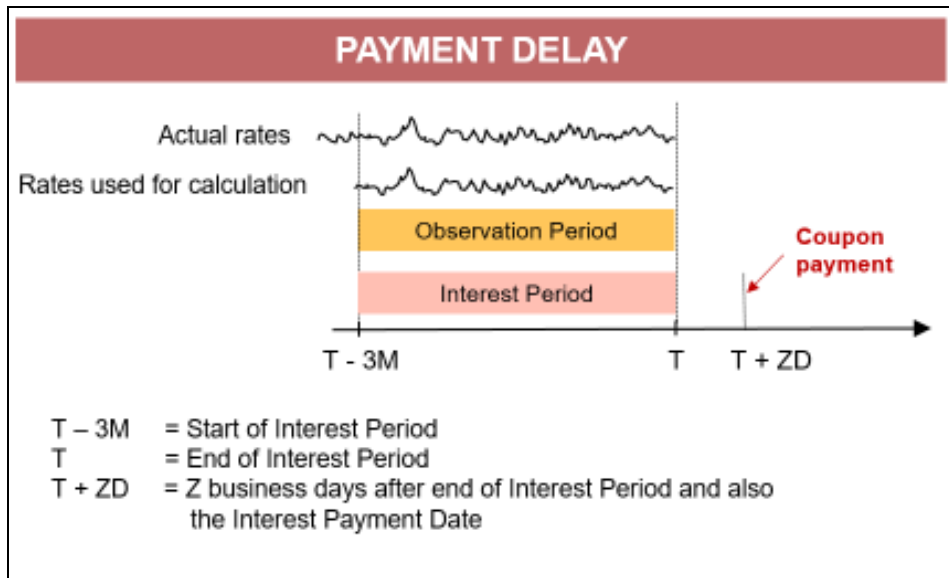 PAYMENT DELAY
Actual rates
Rates used for calculation
Observation Period
Coupon
payment
Interest Period
T - 3M
T
T + ZD
T – 3M = Start of Interest Period
T = End of Interest Period
T + ZD = Z business days after end of Interest Period and also
the Interest Payment Date